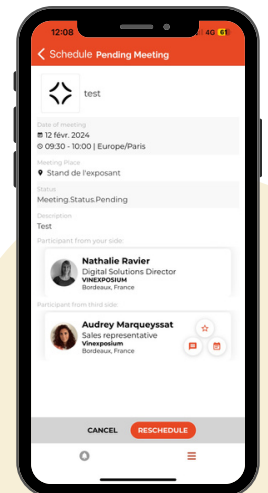 12:08
4G 61
Schedule Pending Meeting
test
Date of meeting
12 févr. 2024
09:30 - 10:00 | Europe/Paris
Meeting Place
Stand de l'exposant
Status
Meeting.Status.Pending
Description
Test
Participant from your side:
Nathalie Ravier
Digital Solutions Director
VINEXPOSIUM
Bordeaux, France
Participant from third side:
Audrey Marqueyssat
Sales representative
Vinexposium
Bordeaux, France
CANCEL
RESCHEDULE